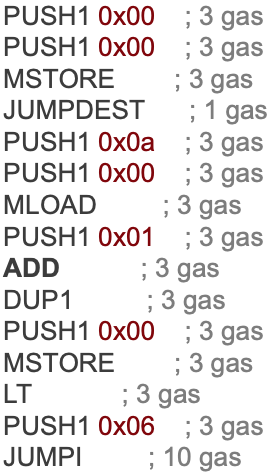 PUSH1 0x00 ; 3 gas
PUSH1 0x00 ; 3 gas
MSTORE ; 3 gas
JUMPDEST ; 1 gas
PUSH1 0x0a ; 3 gas
PUSH1 0x00 ; 3 gas
MLOAD ; 3 gas
PUSH1 0x01 ; 3 gas
ADD ; 3 gas
DUP1 ; 3 gas
PUSH1 0x00 ; 3 gas
MSTORE ; 3 gas
LT ; 3 gas
PUSH1 0x06 ; 3 gas
JUMPI ; 10 gas